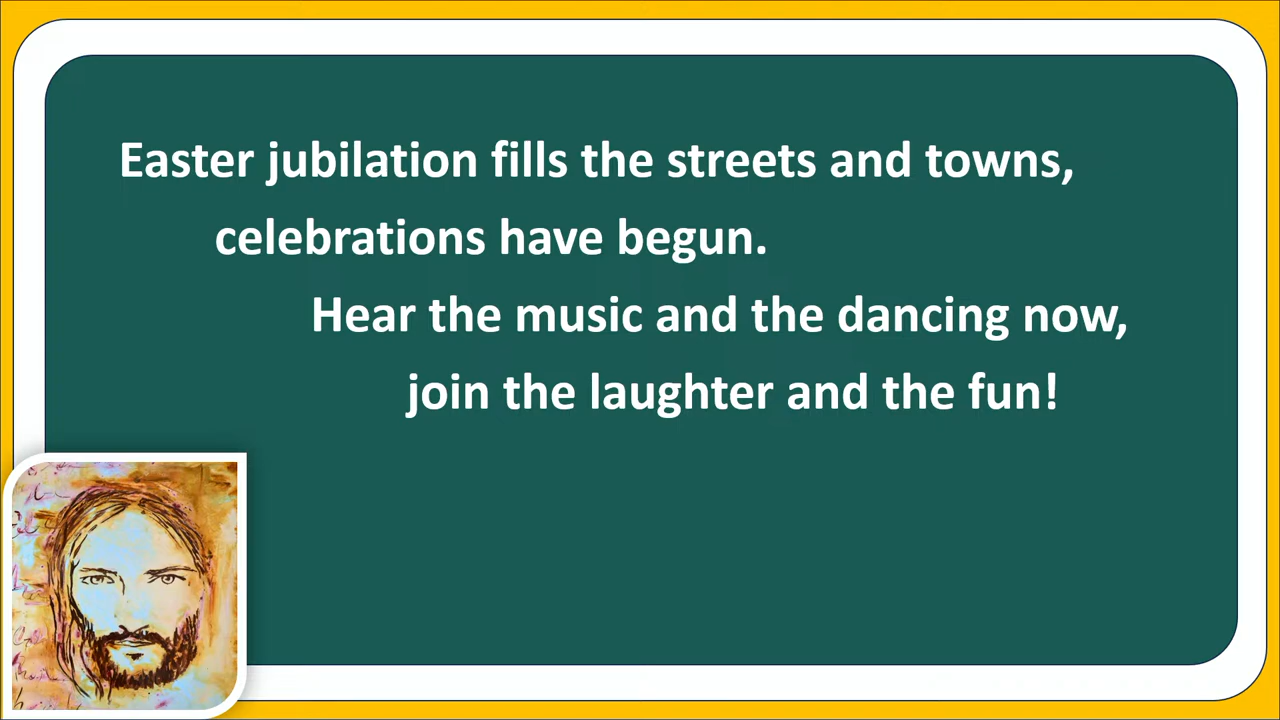 Easter jubilation fills the streets and towns,
celebrations have begun.
Hear the music and the dancing now,
join the laughter and the fun!